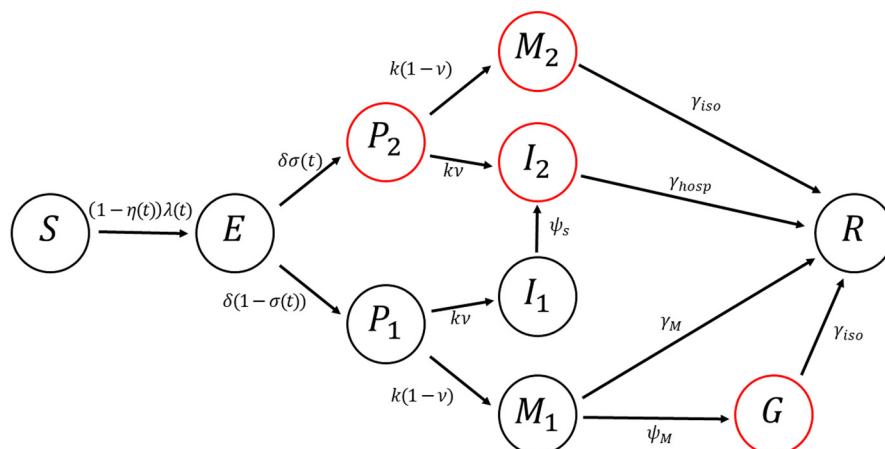 M₂
k(1−ν)
γ_iso
P₂
δσ(t)
I₂
kν
γ_hosp
(1−η(t))λ(t)
S
E
R
ψ_s
δ(1−σ(t))
I₁
P₁
kν
γ_M
γ_iso
k(1−ν)
M₁
G
ψ_M